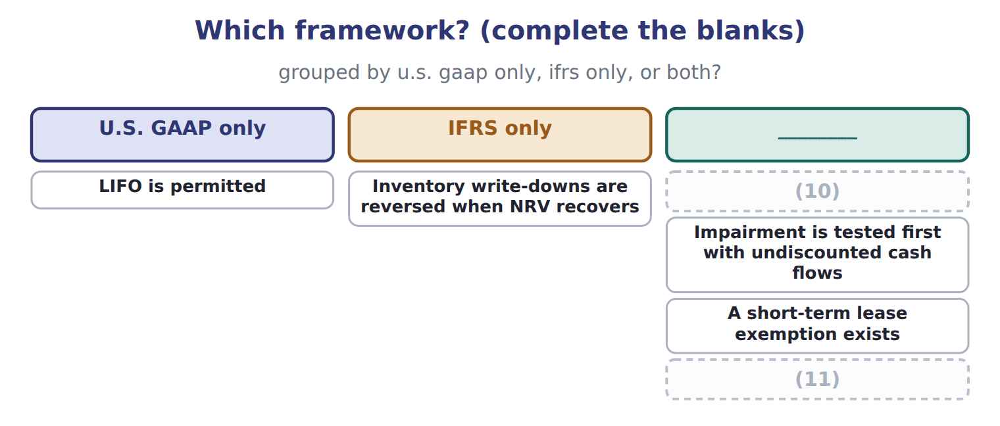 Which framework? (complete the blanks)
grouped by u.s. gaap only, ifrs only, or both?
U.S. GAAP only
LIFO is permitted
IFRS only
Inventory write-downs are
reversed when NRV recovers
________
(10)
Impairment is tested first
with undiscounted cash
flows
A short-term lease
exemption exists
(11)